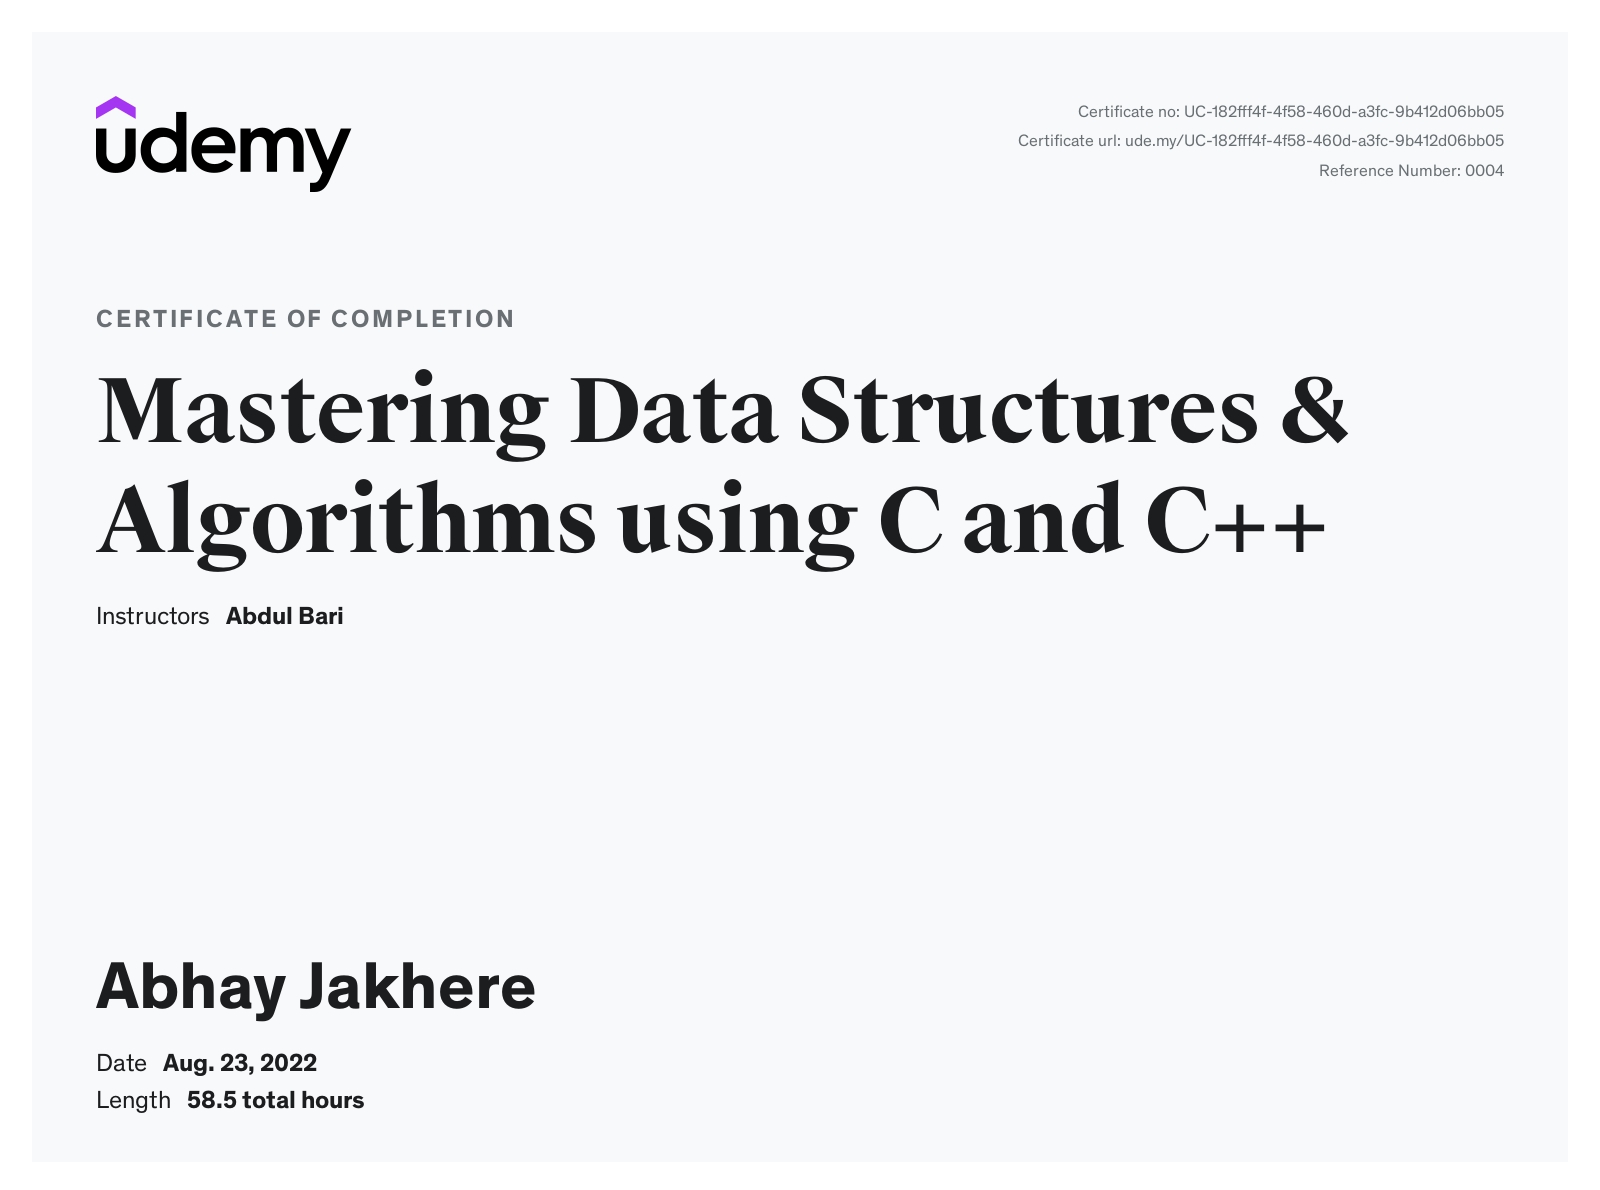 udemy
Certificate no: UC-182fff4f-4f58-460d-a3fc-9b412d06bb05
Certificate url: ude.my/UC-182fff4f-4f58-460d-a3fc-9b412d06bb05
Reference Number: 0004
CERTIFICATE OF COMPLETION
Mastering Data Structures &
Algorithms using C and C++
Instructors Abdul Bari
Abhay Jakhere
Date Aug. 23, 2022
Length 58.5 total hours